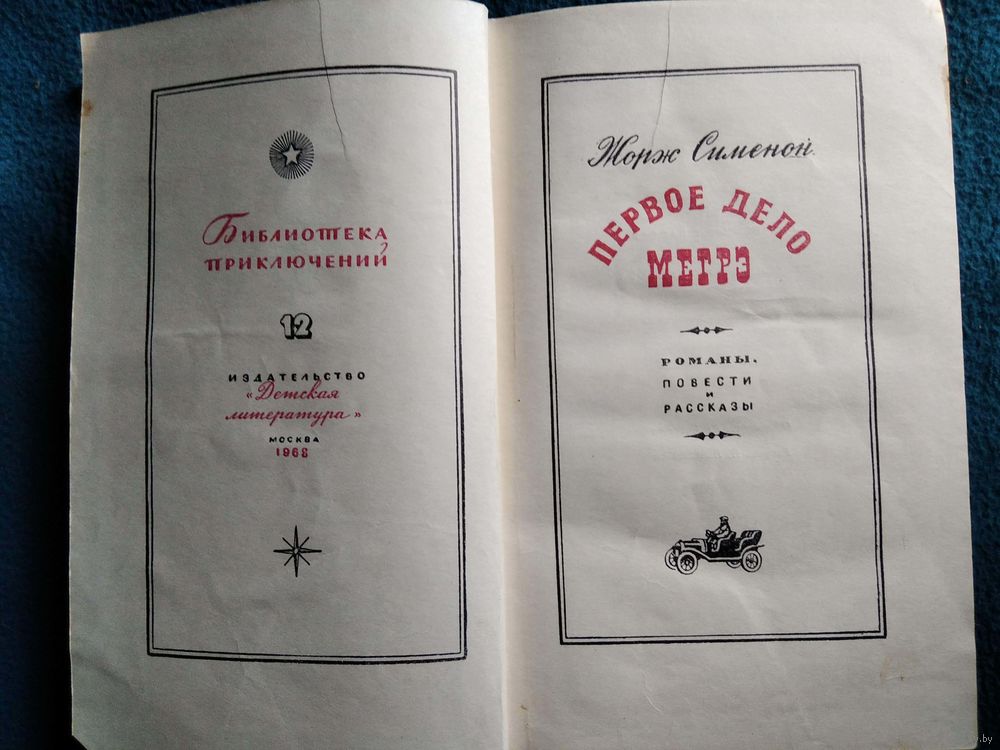 Библиотека
приключений
12
ИЗДАТЕЛЬСТВО
«Детская
литература»
МОСКВА
1968
Жорж Сименон.
ПЕРВОЕ ДЕЛО
МЕГРЭ
РОМАНЫ,
ПОВЕСТИ
И
РАССКАЗЫ